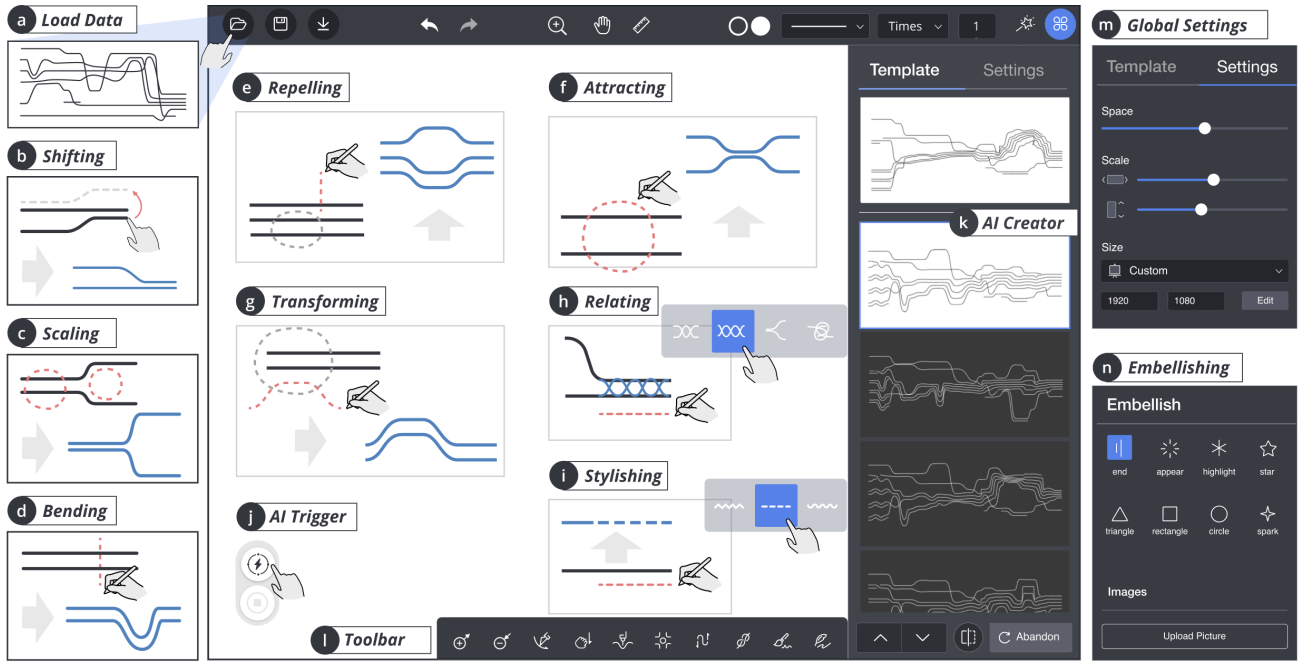 a Load Data
b Shifting
c Scaling
d Bending
Times
1
e Repelling
f Attracting
g Transforming
h Relating
i Stylishing
j AI Trigger
l Toolbar
Template Settings
k AI Creator
Abandon
m Global Settings
Template Settings
Space
Scale
Size
Custom
1920 1080 Edit
n Embellishing
Embellish
end appear highlight star
triangle rectangle circle spark
Images
Upload Picture